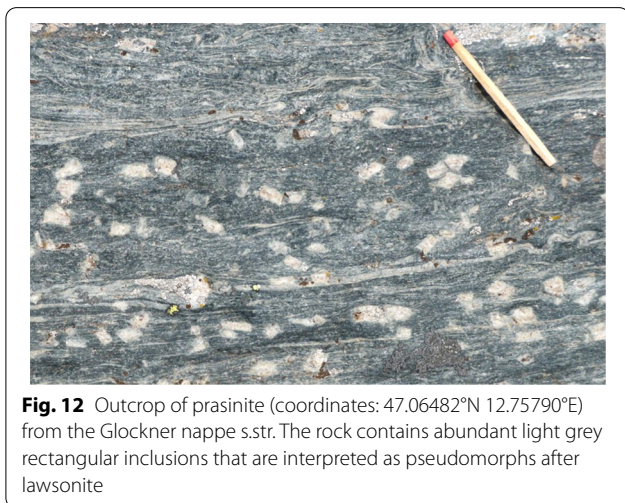 Fig. 12 Outcrop of prasinite (coordinates: 47.06482°N 12.75790°E)
from the Glockner nappe s.str. The rock contains abundant light grey
rectangular inclusions that are interpreted as pseudomorphs after
lawsonite